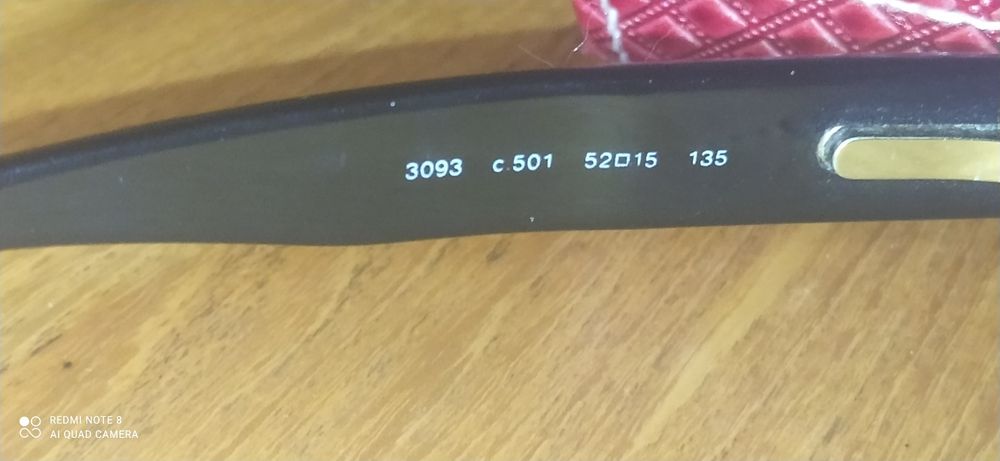 3093 c.501 52□15 135
REDMI NOTE 8
AI QUAD CAMERA